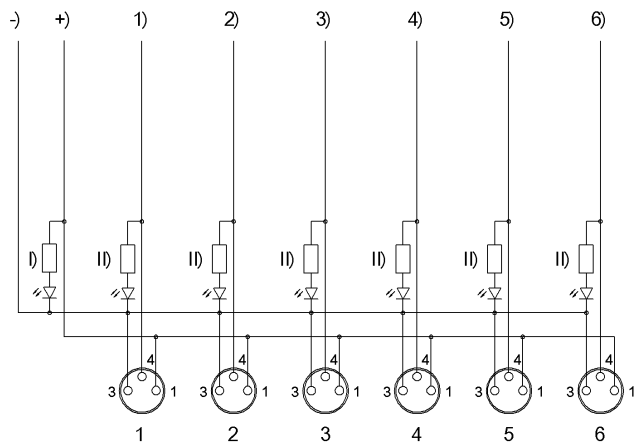 -) +) 1) 2) 3) 4) 5) 6)
I) II) II) II) II) II) II)
4 4 4 4 4 4
3 1 3 1 3 1 3 1 3 1 3 1
1 2 3 4 5 6